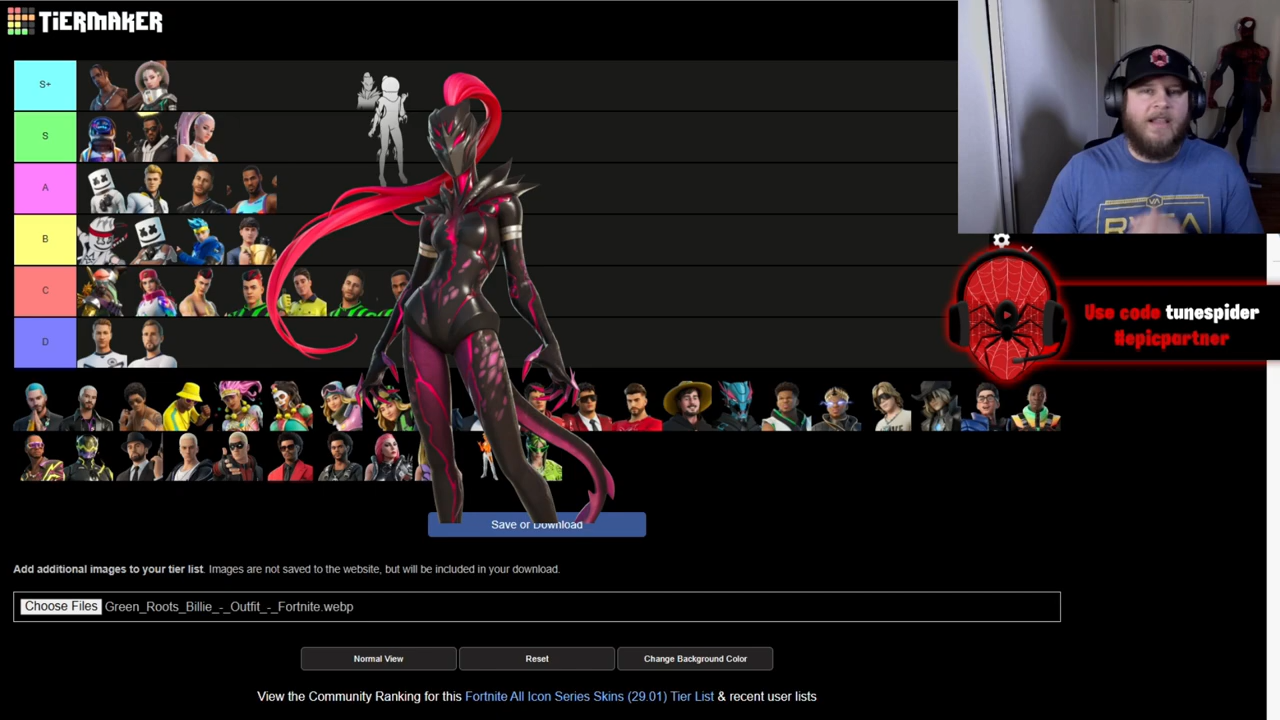 TiERMAKER
S+
S
A
B
C
D
Use code tunespider
#epicpartner
Save or Download
Add additional images to your tier list. Images are not saved to the website, but will be included in your download.
Choose Files Green_Roots_Billie_-_Outfit_-_Fortnite.webp
Normal View
Reset
Change Background Color
View the Community Ranking for this Fortnite All Icon Series Skins (29.01) Tier List & recent user lists